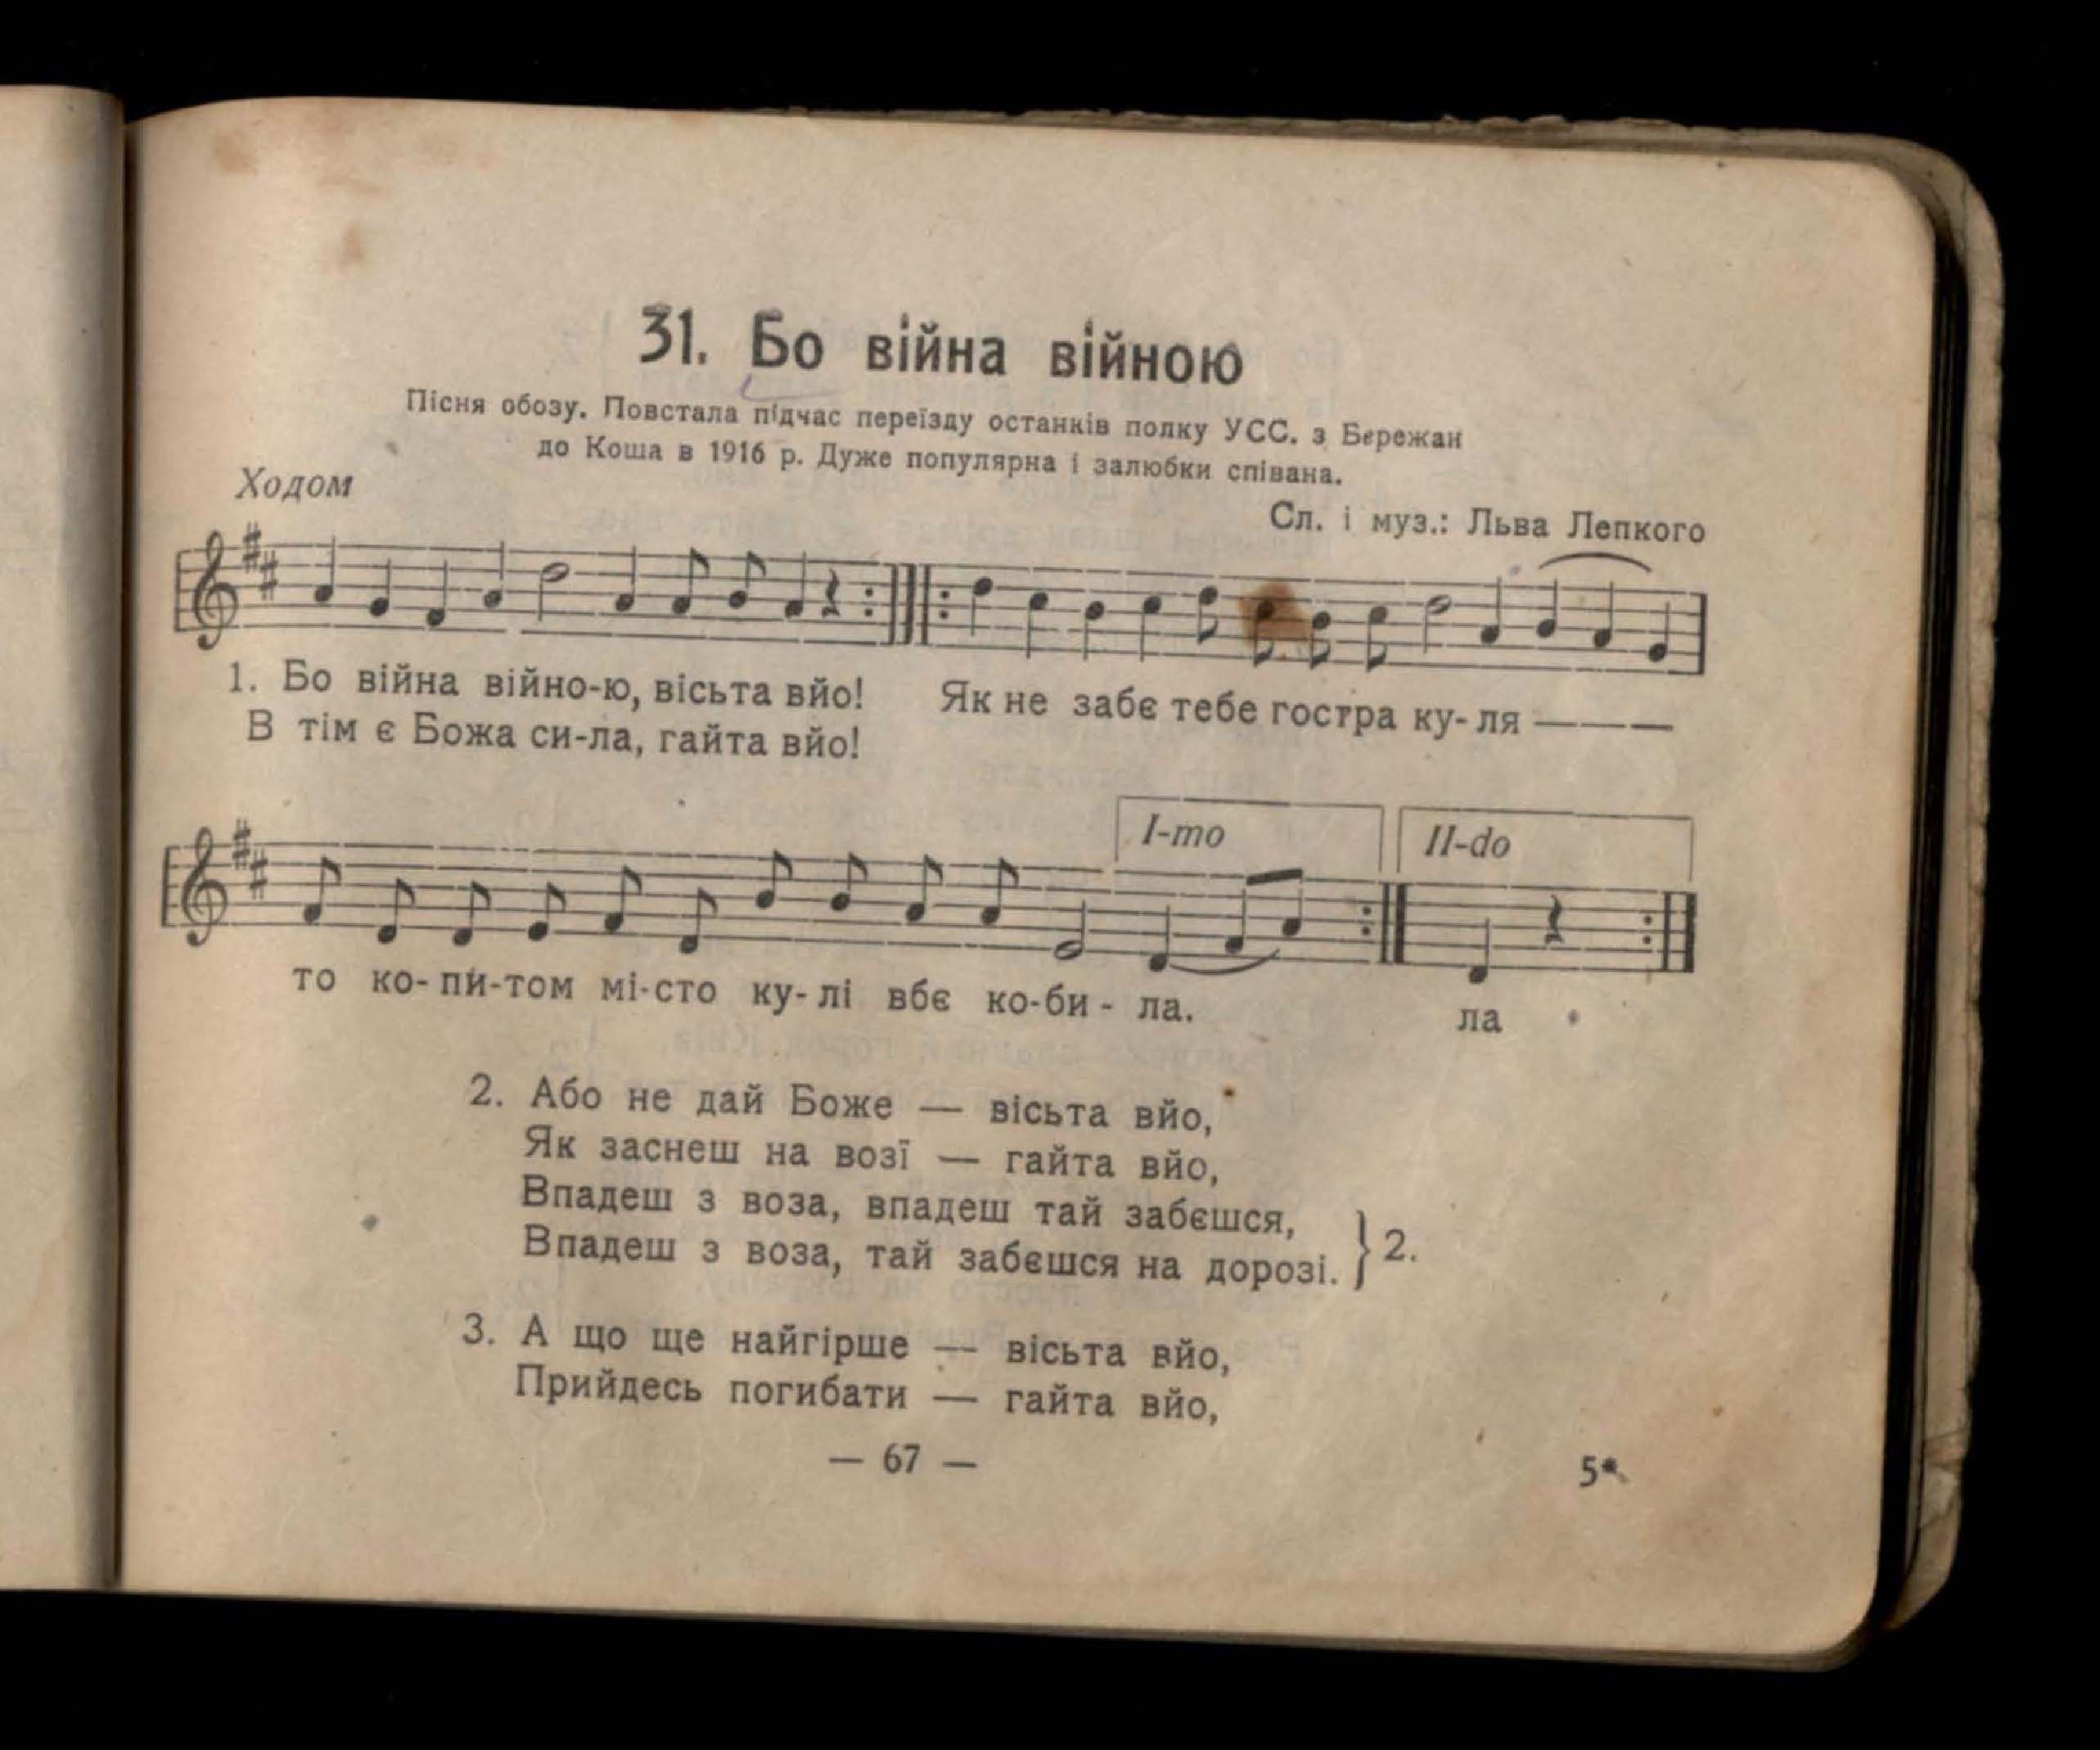 31. Бо війна війною
Пісня обозу. Повстала підчас переїзду останків полку УСС. з Бережан
до Коша в 1916 р. Дуже популярна і залюбки співана.
Ходом
Сл. і муз.: Льва Лепкого
1. Бо війна війно-ю, вісьта вйо! Як не забє тебе гостра ку- ля — — —
В тім є Божа си-ла, гайта вйо!
I-mo II-do
то ко- пи-том мі-сто ку- лі вбє ко-би - ла. ла
2. Або не дай Боже — вісьта вйо,
Як заснеш на возї — гайта вйо,
Впадеш з воза, впадеш тай забєшся,
Впадеш з воза, тай забєшся на дорозі. } 2.
3. А що ще найгірше — вісьта вйо,
Прийдесь погибати — гайта вйо,
— 67 —
5*